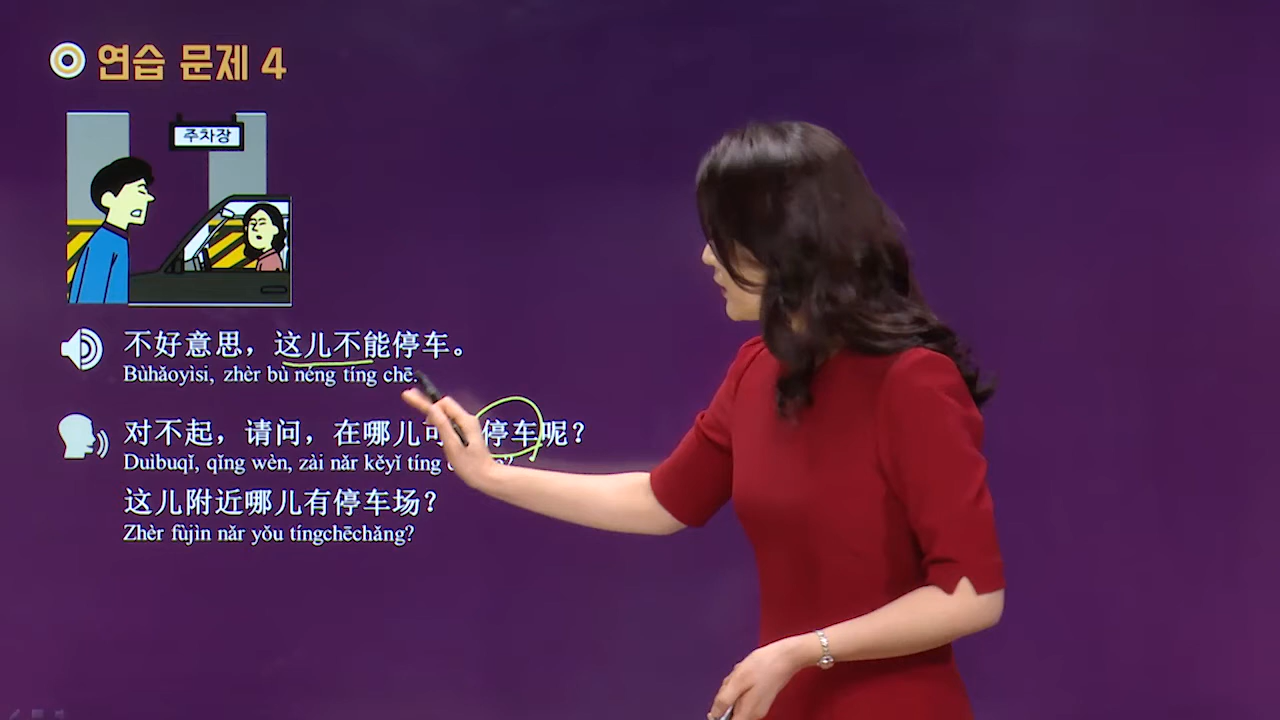 연습 문제 4
주차장
不好意思，这儿不能停车。
Bùhǎoyìsi, zhèr bù néng tíng chē.
对不起，请问，在哪儿可 停车呢？
Duìbuqǐ, qǐng wèn, zài nǎr kěyǐ tíng
这儿附近哪儿有停车场？
Zhèr fùjìn nǎr yǒu tíngchēchǎng?